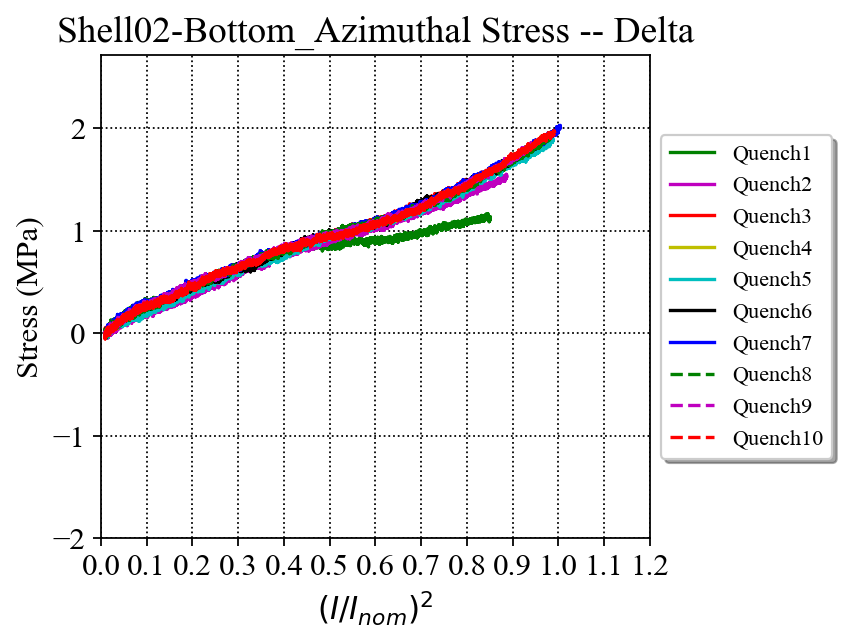 Shell02-Bottom_Azimuthal Stress -- Delta
Stress (MPa)
2
1
0
−1
−2
0.0 0.1 0.2 0.3 0.4 0.5 0.6 0.7 0.8 0.9 1.0 1.1 1.2
(I/I_nom)²
Quench1
Quench2
Quench3
Quench4
Quench5
Quench6
Quench7
Quench8
Quench9
Quench10